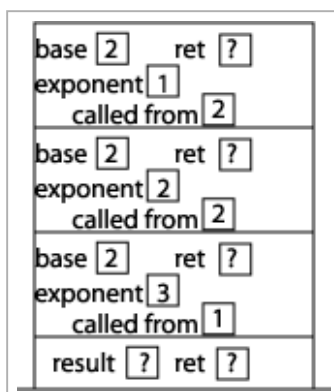 base 2 ret ?
exponent 1
called from 2
base 2 ret ?
exponent 2
called from 2
base 2 ret ?
exponent 3
called from 1
result ? ret ?